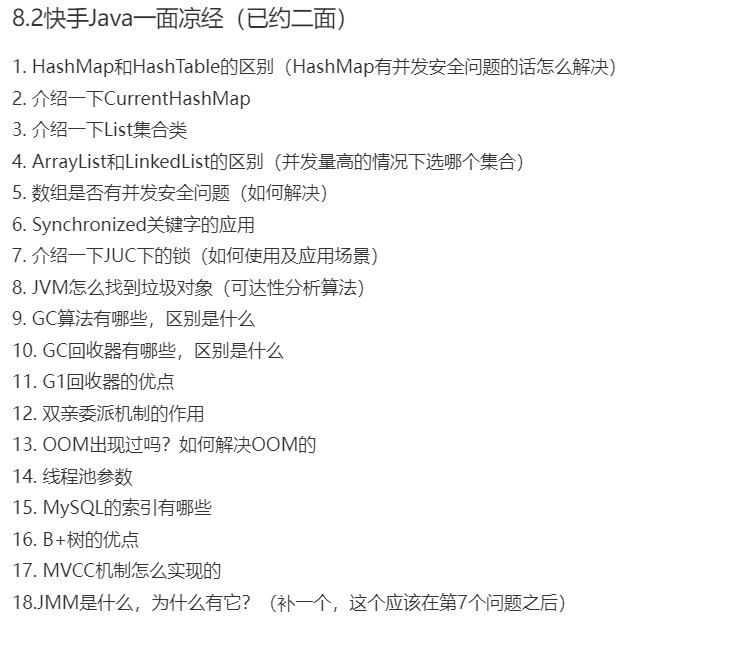 8.2快手Java一面凉经（已约二面）
1. HashMap和HashTable的区别（HashMap有并发安全问题的话怎么解决）
2. 介绍一下CurrentHashMap
3. 介绍一下List集合类
4. ArrayList和LinkedList的区别（并发量高的情况下选哪个集合）
5. 数组是否有并发安全问题（如何解决）
6. Synchronized关键字的应用
7. 介绍一下JUC下的锁（如何使用及应用场景）
8. JVM怎么找到垃圾对象（可达性分析算法）
9. GC算法有哪些，区别是什么
10. GC回收器有哪些，区别是什么
11. G1回收器的优点
12. 双亲委派机制的作用
13. OOM出现过吗？如何解决OOM的
14. 线程池参数
15. MySQL的索引有哪些
16. B+树的优点
17. MVCC机制怎么实现的
18.JMM是什么，为什么有它？（补一个，这个应该在第7个问题之后）